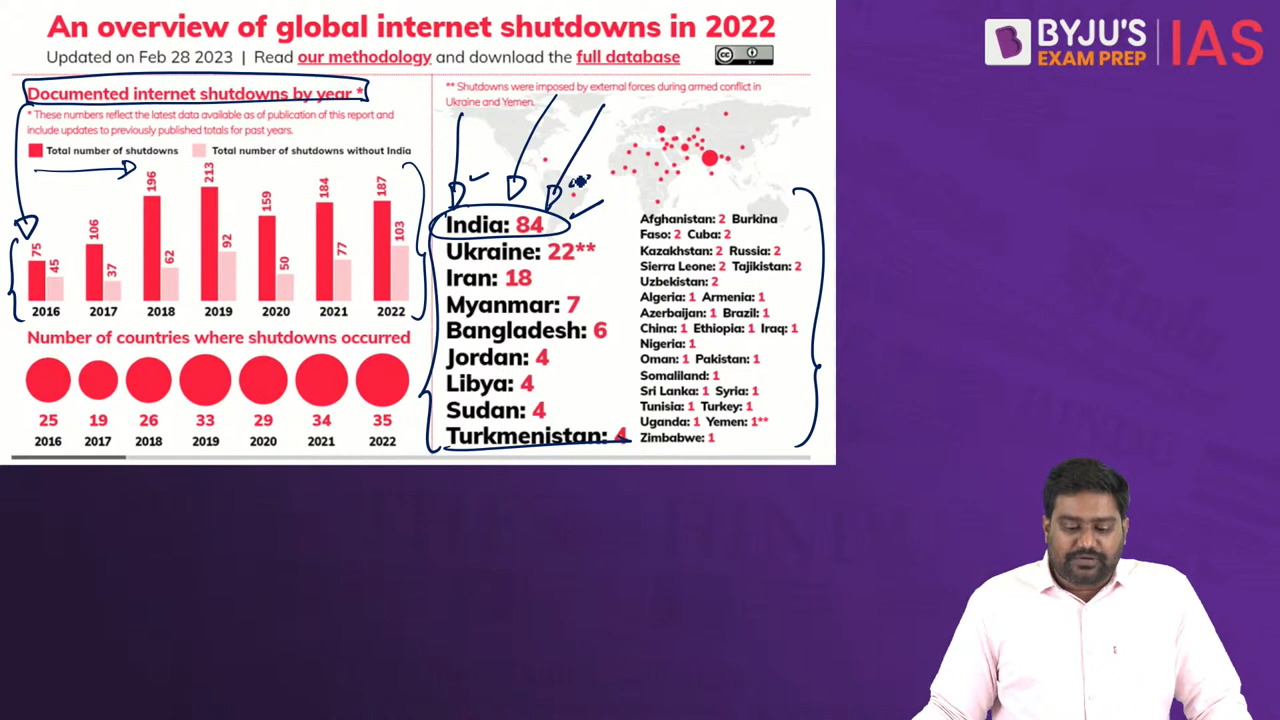 An overview of global internet shutdowns in 2022
Updated on Feb 28 2023 | Read our methodology and download the full database
CC BY
Documented internet shutdowns by year *
* These numbers reflect the latest data available as of publication of this report and
include updates to previously published totals for past years.
Total number of shutdowns
Total number of shutdowns without India
75 45 106 37 196 62 213 92 159 50 184 77 187 103
2016 2017 2018 2019 2020 2021 2022
Number of countries where shutdowns occurred
25 19 26 33 29 34 35
2016 2017 2018 2019 2020 2021 2022
** Shutdowns were imposed by external forces during armed conflict in
Ukraine and Yemen.
India: 84
Ukraine: 22**
Iran: 18
Myanmar: 7
Bangladesh: 6
Jordan: 4
Libya: 4
Sudan: 4
Turkmenistan: 4
Afghanistan: 2 Burkina
Faso: 2 Cuba: 2
Kazakhstan: 2 Russia: 2
Sierra Leone: 2 Tajikistan: 2
Uzbekistan: 2
Algeria: 1 Armenia: 1
Azerbaijan: 1 Brazil: 1
China: 1 Ethiopia: 1 Iraq: 1
Nigeria: 1
Oman: 1 Pakistan: 1
Somaliland: 1
Sri Lanka: 1 Syria: 1
Tunisia: 1 Turkey: 1
Uganda: 1 Yemen: 1**
Zimbabwe: 1
BYJU'S
EXAM PREP
IAS